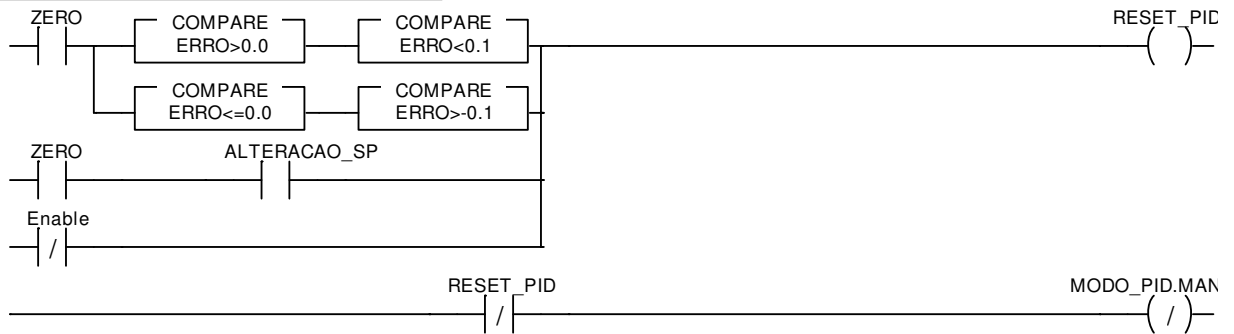 ZERO
COMPARE
ERRO>0.0
COMPARE
ERRO<0.1
RESET_PID
COMPARE
ERRO<=0.0
COMPARE
ERRO>-0.1
ZERO
ALTERACAO_SP
Enable
/
RESET_PID
/
MODO_PID.MAN
/